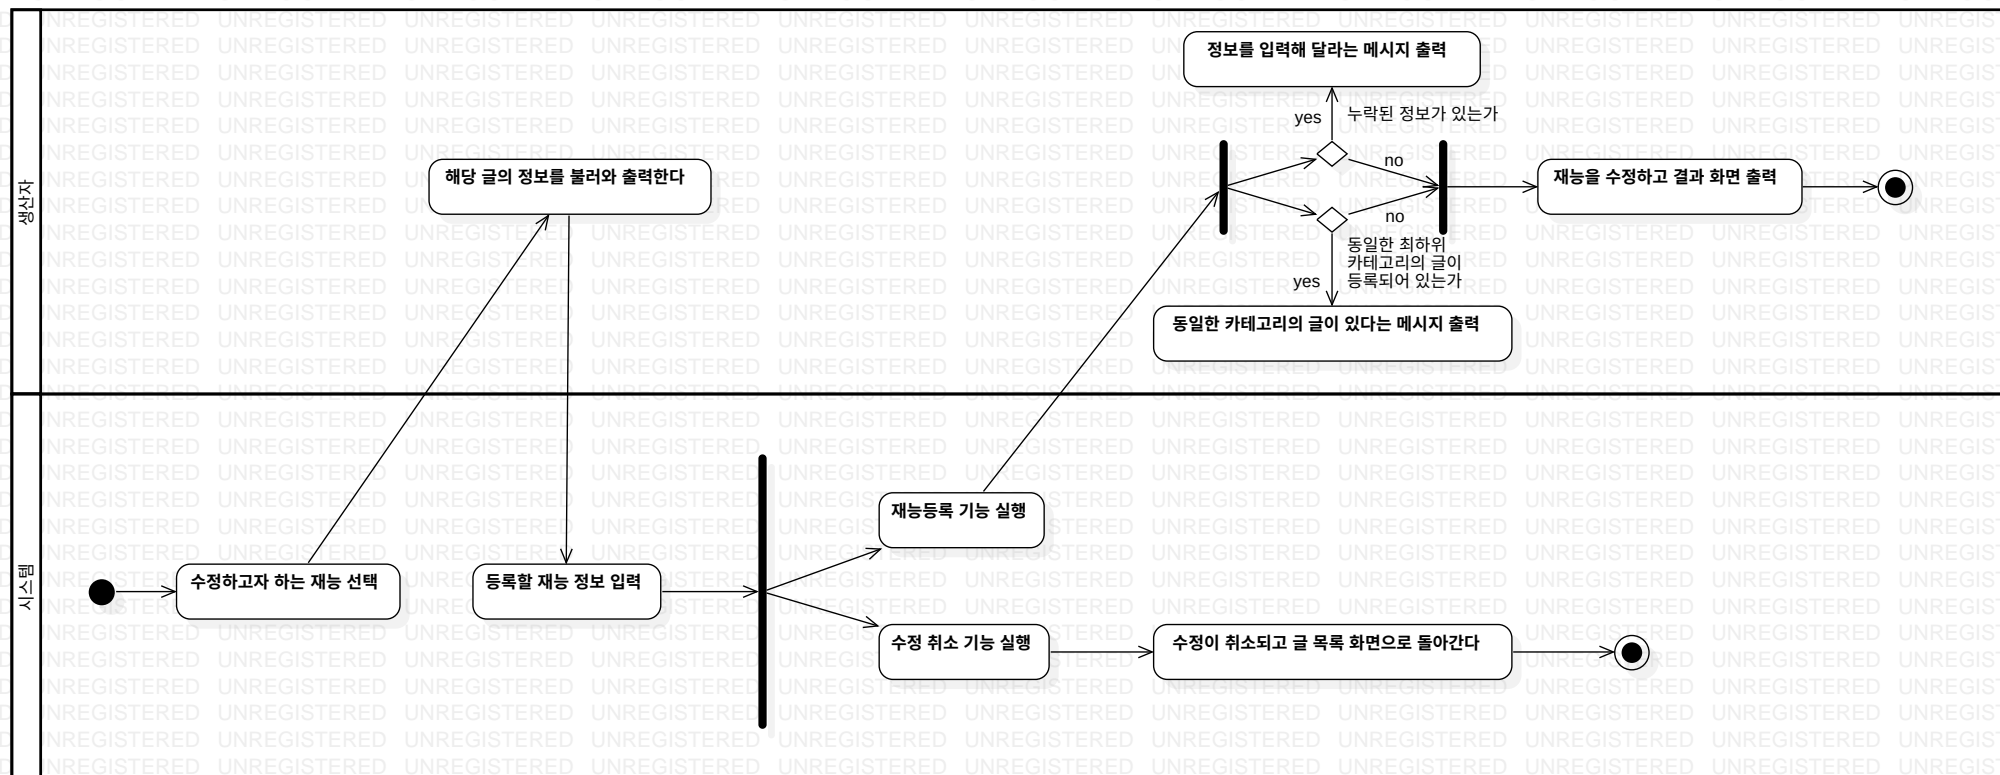 생산자
정보를 입력해 달라는 메시지 출력
yes
누락된 정보가 있는가
해당 글의 정보를 불러와 출력한다
no
재능을 수정하고 결과 화면 출력
no
동일한 최하위
카테고리의 글이
등록되어 있는가
yes
동일한 카테고리의 글이 있다는 메시지 출력
시스템
재능등록 기능 실행
수정하고자 하는 재능 선택
등록할 재능 정보 입력
수정 취소 기능 실행
수정이 취소되고 글 목록 화면으로 돌아간다
UNREGISTERED